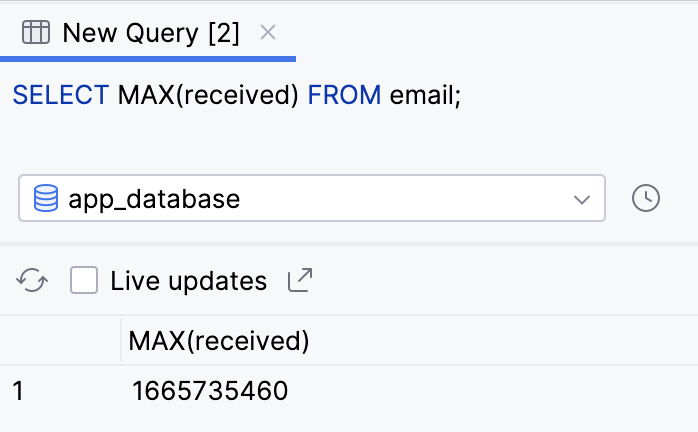 New Query [2]
SELECT MAX(received) FROM email;
app_database
Live updates
MAX(received)
1 1665735460